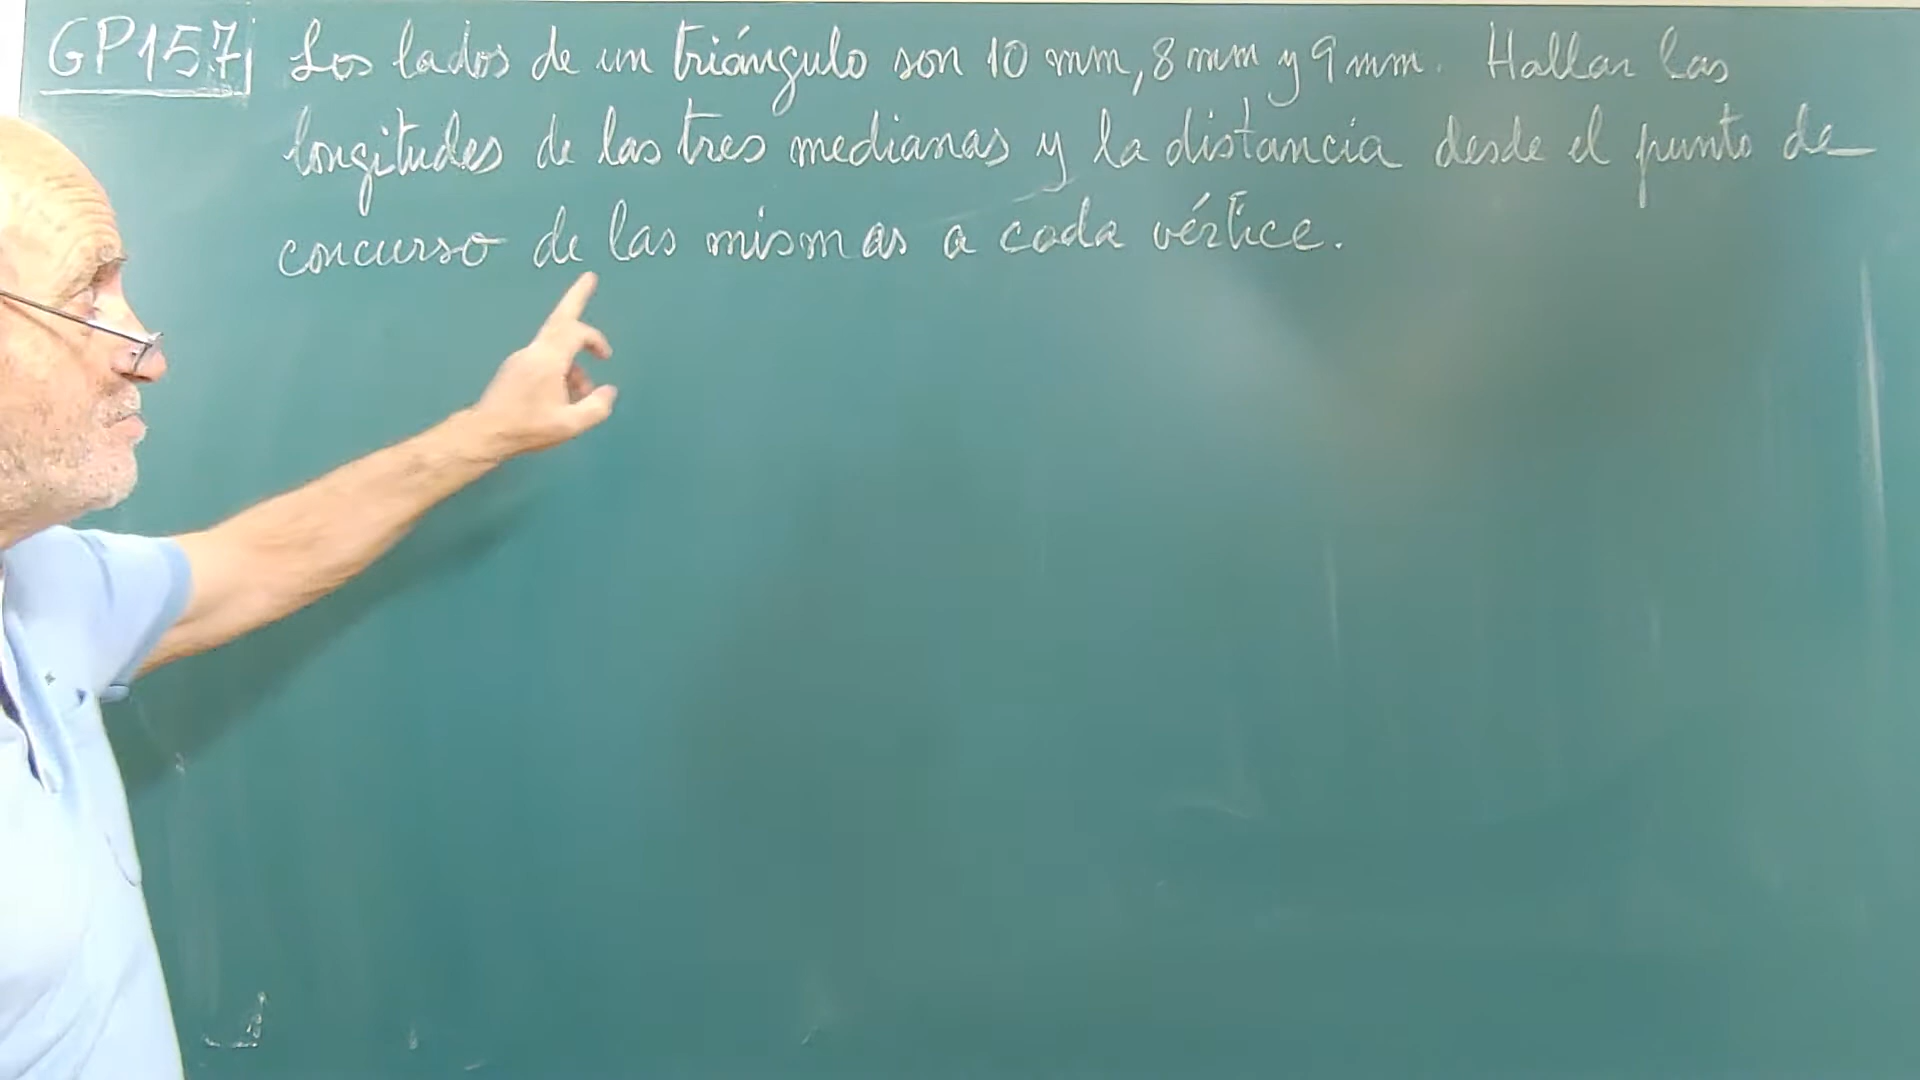 GP157 Los lados de un triángulo son 10 mm, 8 mm y 9 mm. Hallar las
longitudes de las tres medianas y la distancia desde el punto de
concurso de las mismas a cada vértice.